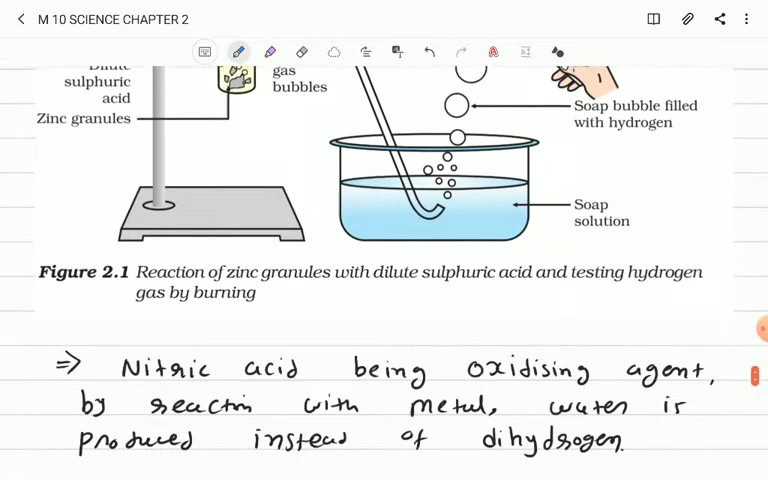 M 10 SCIENCE CHAPTER 2
Dilute
sulphuric
acid
Zinc granules
gas
bubbles
Soap bubble filled
with hydrogen
Soap
solution
Figure 2.1 Reaction of zinc granules with dilute sulphuric acid and testing hydrogen
gas by burning
⇒ Nitric acid being oxidising agent,
by reaction with metal, water is
produced instead of dihydrogen.